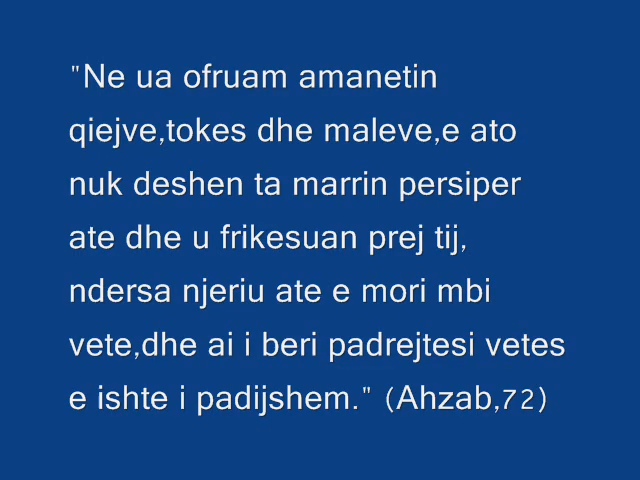 "Ne ua ofruam amanetin
qiejve,tokes dhe maleve,e ato
nuk deshen ta marrin persiper
ate dhe u frikesuan prej tij,
ndersa njeriu ate e mori mbi
vete,dhe ai i beri padrejtesi vetes
e ishte i padijshem." (Ahzab,72)